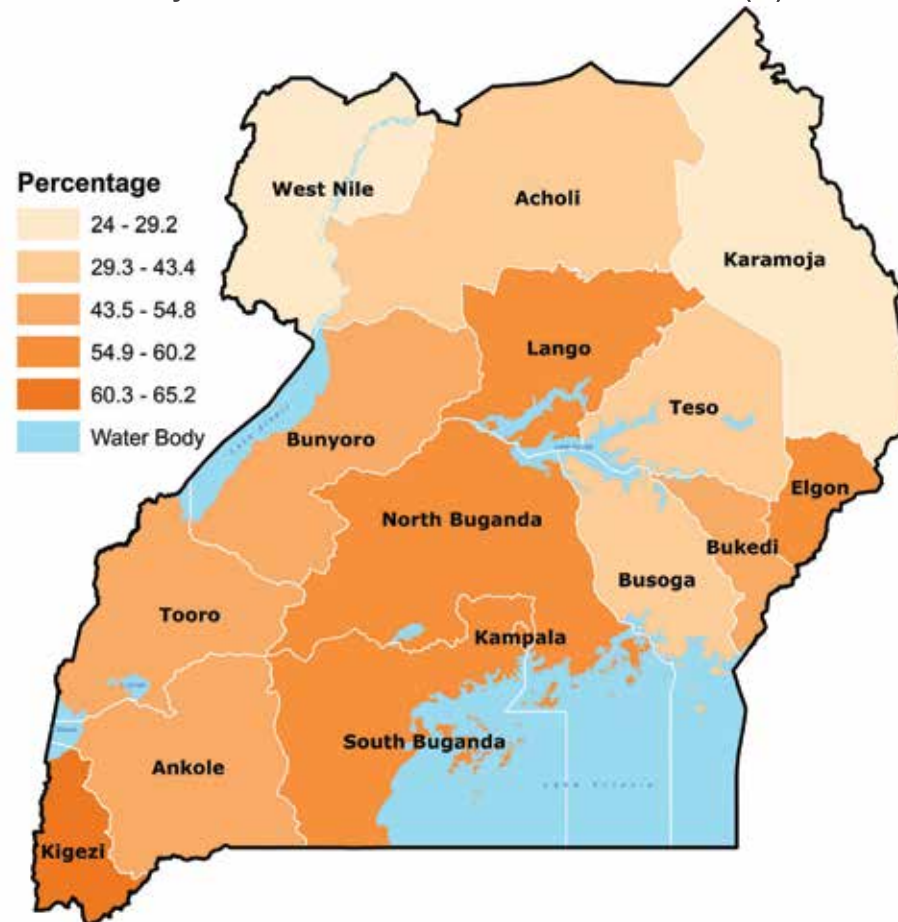 Percentage
24 - 29.2
29.3 - 43.4
43.5 - 54.8
54.9 - 60.2
60.3 - 65.2
Water Body
West Nile
Acholi
Karamoja
Lango
Teso
Bunyoro
Elgon
North Buganda
Bukedi
Busoga
Tooro
Kampala
South Buganda
Ankole
Lake Victoria
Kigezi